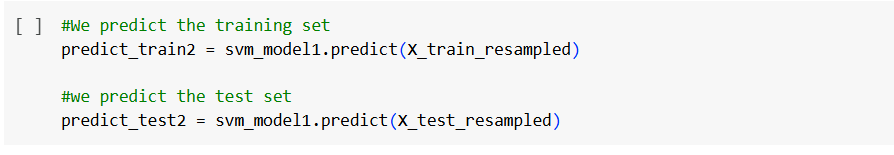 [ ] #We predict the training set
predict_train2 = svm_model1.predict(X_train_resampled)
#we predict the test set
predict_test2 = svm_model1.predict(X_test_resampled)